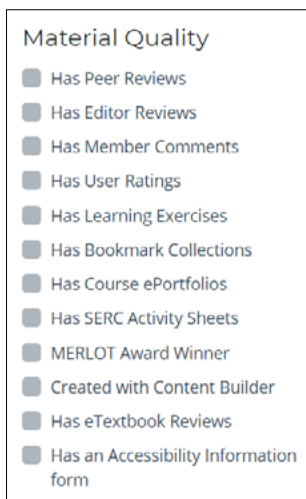 Material Quality
Has Peer Reviews
Has Editor Reviews
Has Member Comments
Has User Ratings
Has Learning Exercises
Has Bookmark Collections
Has Course ePortfolios
Has SERC Activity Sheets
MERLOT Award Winner
Created with Content Builder
Has eTextbook Reviews
Has an Accessibility Information
form